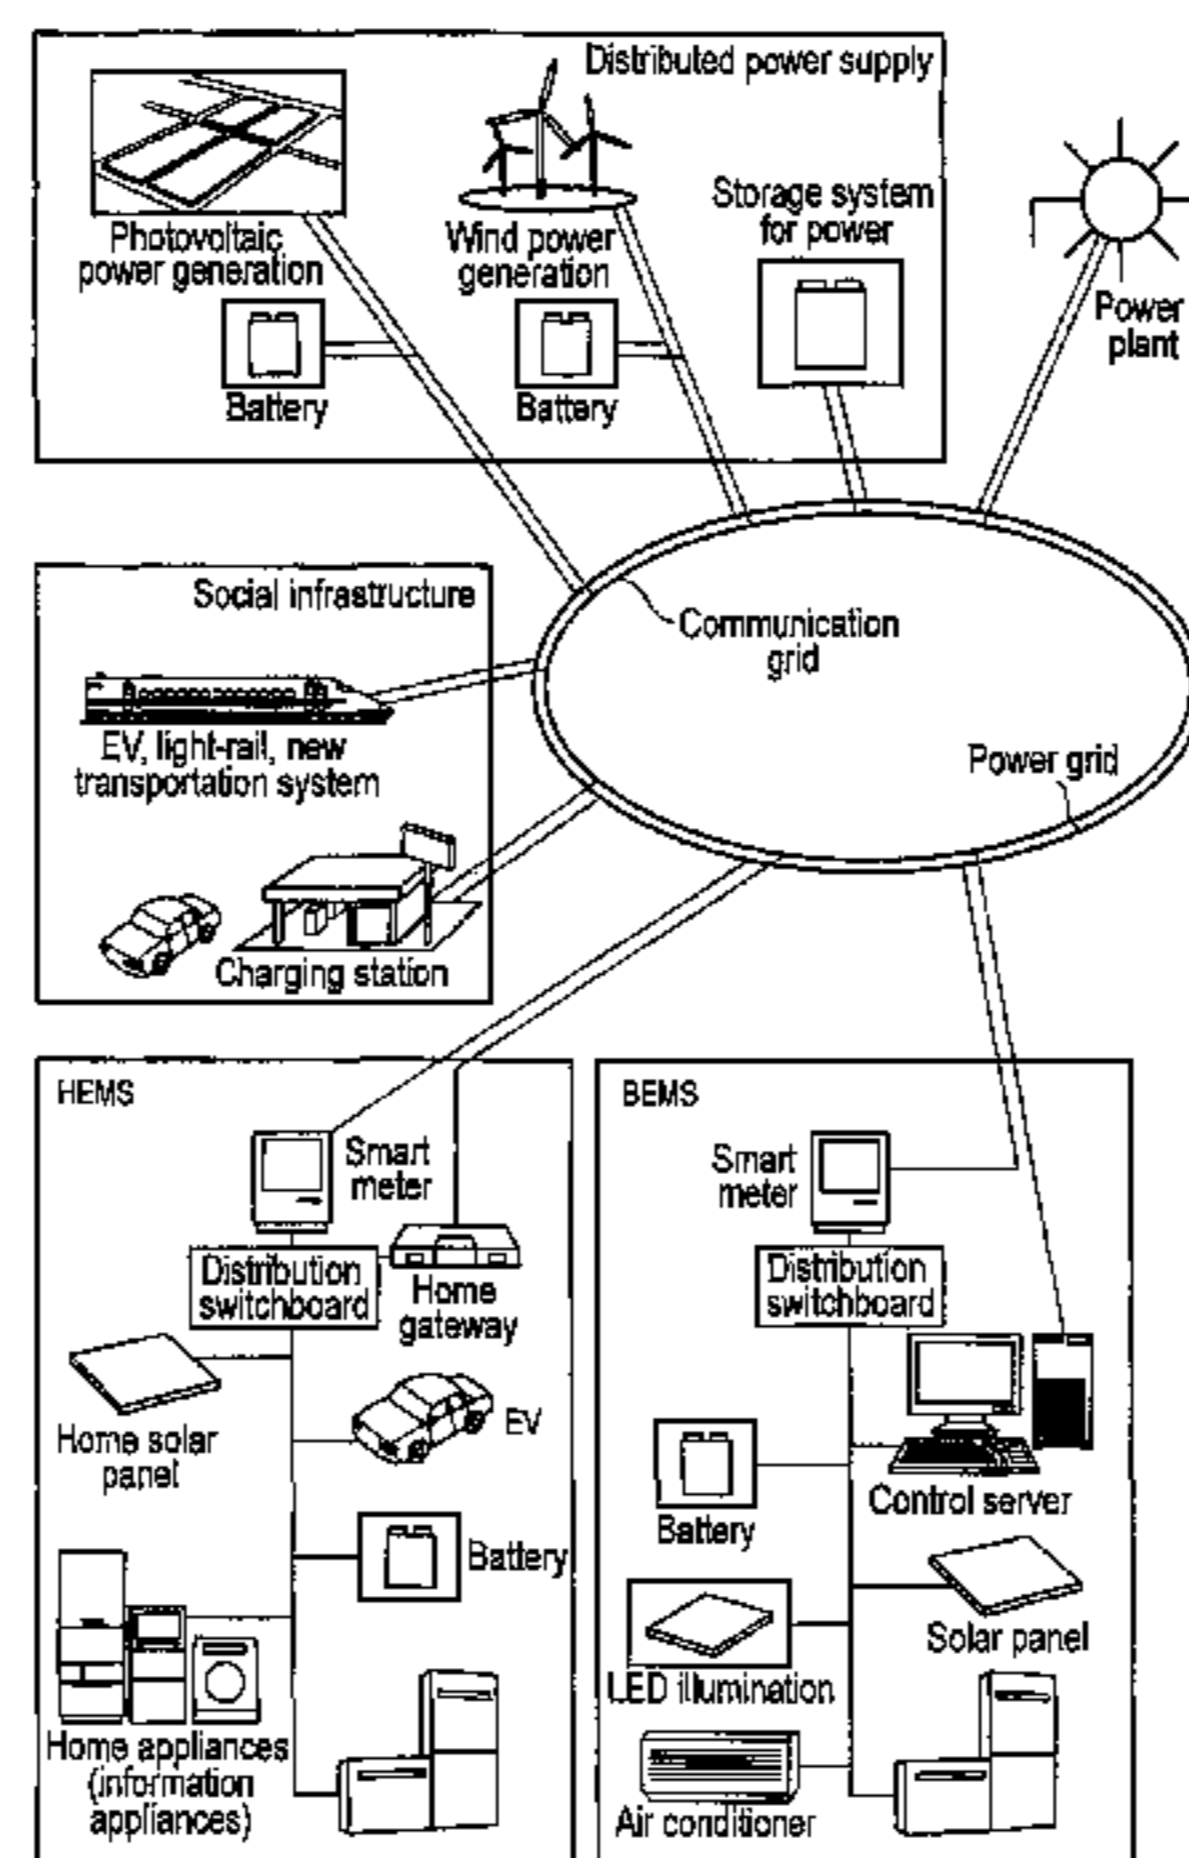 Distributed power supply
Photovoltaic
power generation
Wind power
generation
Storage system
for power
Battery
Battery
Power
plant
Social infrastructure
Communication
grid
EV, light-rail, new
transportation system
Power grid
Charging station
HEMS
Smart
meter
Distribution
switchboard
Home
gateway
Home solar
panel
EV
Battery
Home appliances
(information
appliances)
BEMS
Smart
meter
Distribution
switchboard
Battery
Control server
LED illumination
Solar panel
Air conditioner